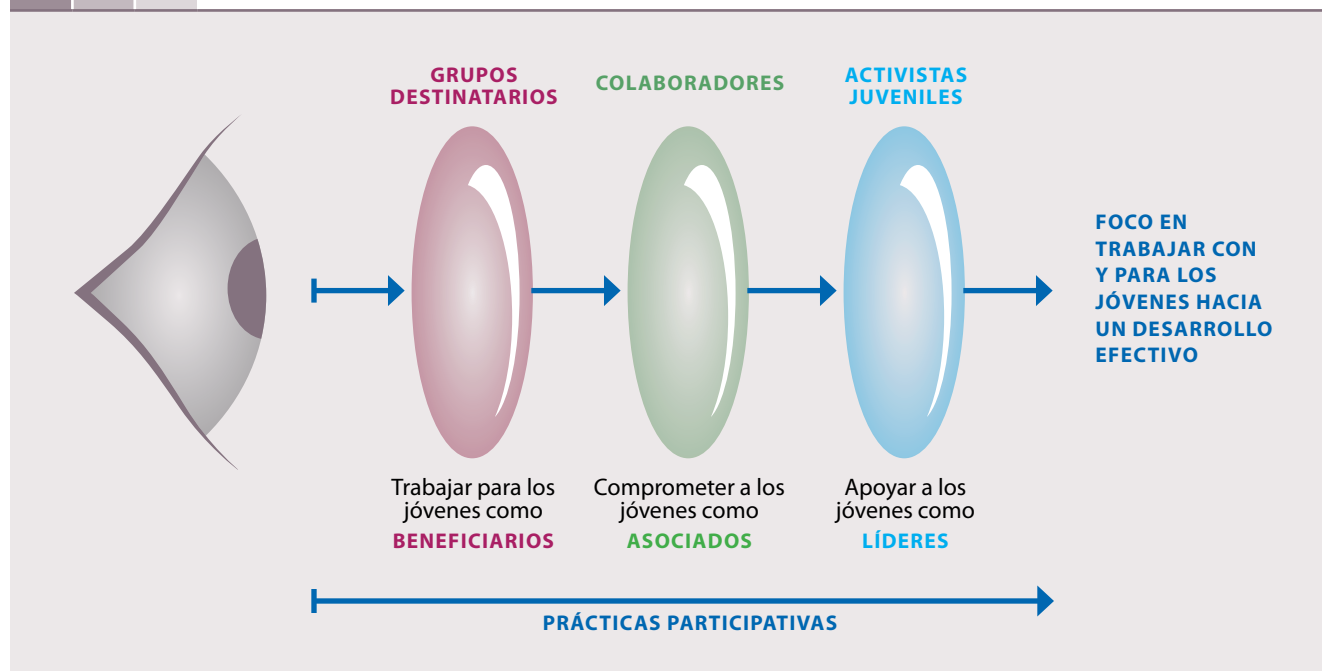 GRUPOS
DESTINATARIOS
COLABORADORES
ACTIVISTAS
JUVENILES
FOCO EN
TRABAJAR CON
Y PARA LOS
JÓVENES HACIA
UN DESARROLLO
EFECTIVO
Trabajar para los
jóvenes como
BENEFICIARIOS
Comprometer a los
jóvenes como
ASOCIADOS
Apoyar a los
jóvenes como
LÍDERES
PRÁCTICAS PARTICIPATIVAS